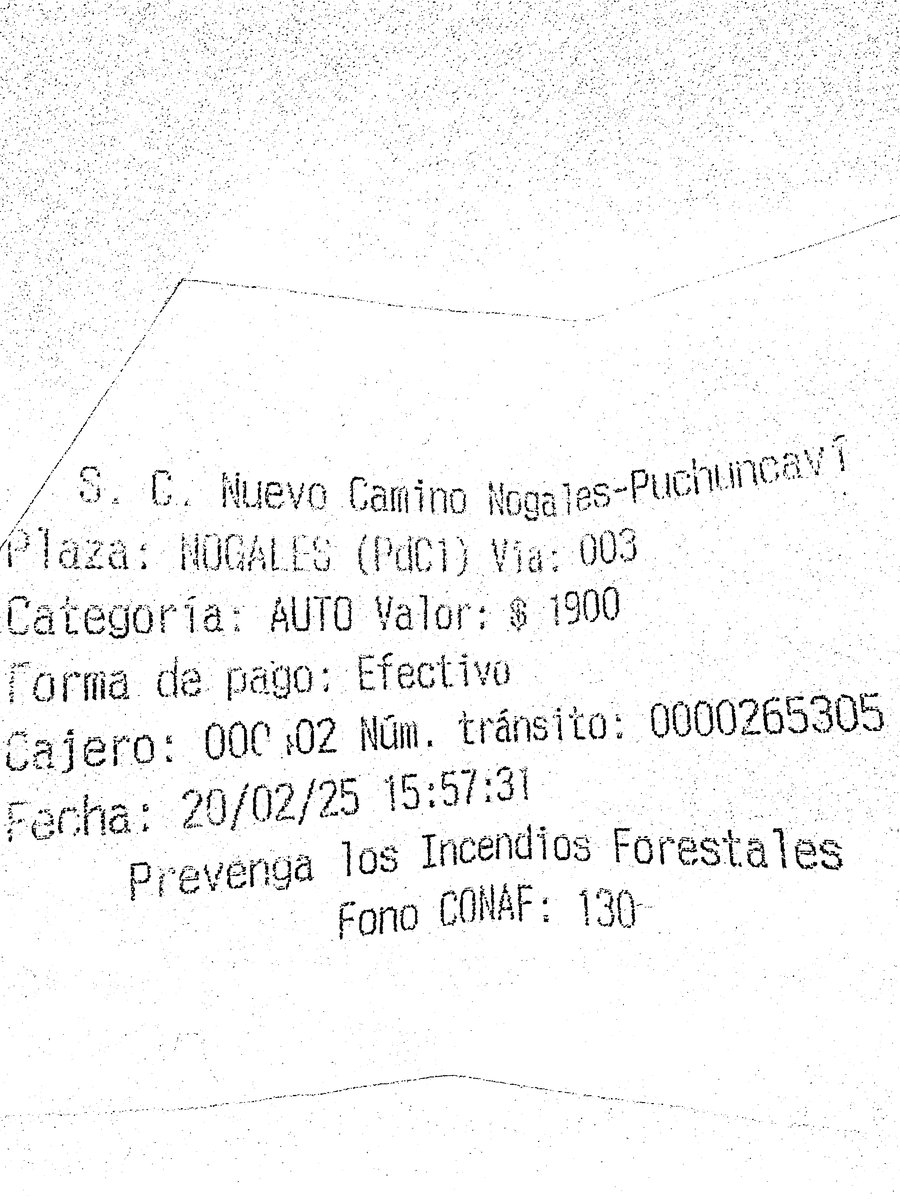 S. C. Nuevo Camino Nogales-Puchuncaví
Plaza: NOGALES (PdC1) Vía: 003
Categoría: AUTO Valor: $ 1900
Forma de pago: Efectivo
Cajero: Núm. tránsito: 0000265305
Fecha: 20/02/25 15:57:31
Prevenga los Incendios Forestales
Fono CONAF: 130